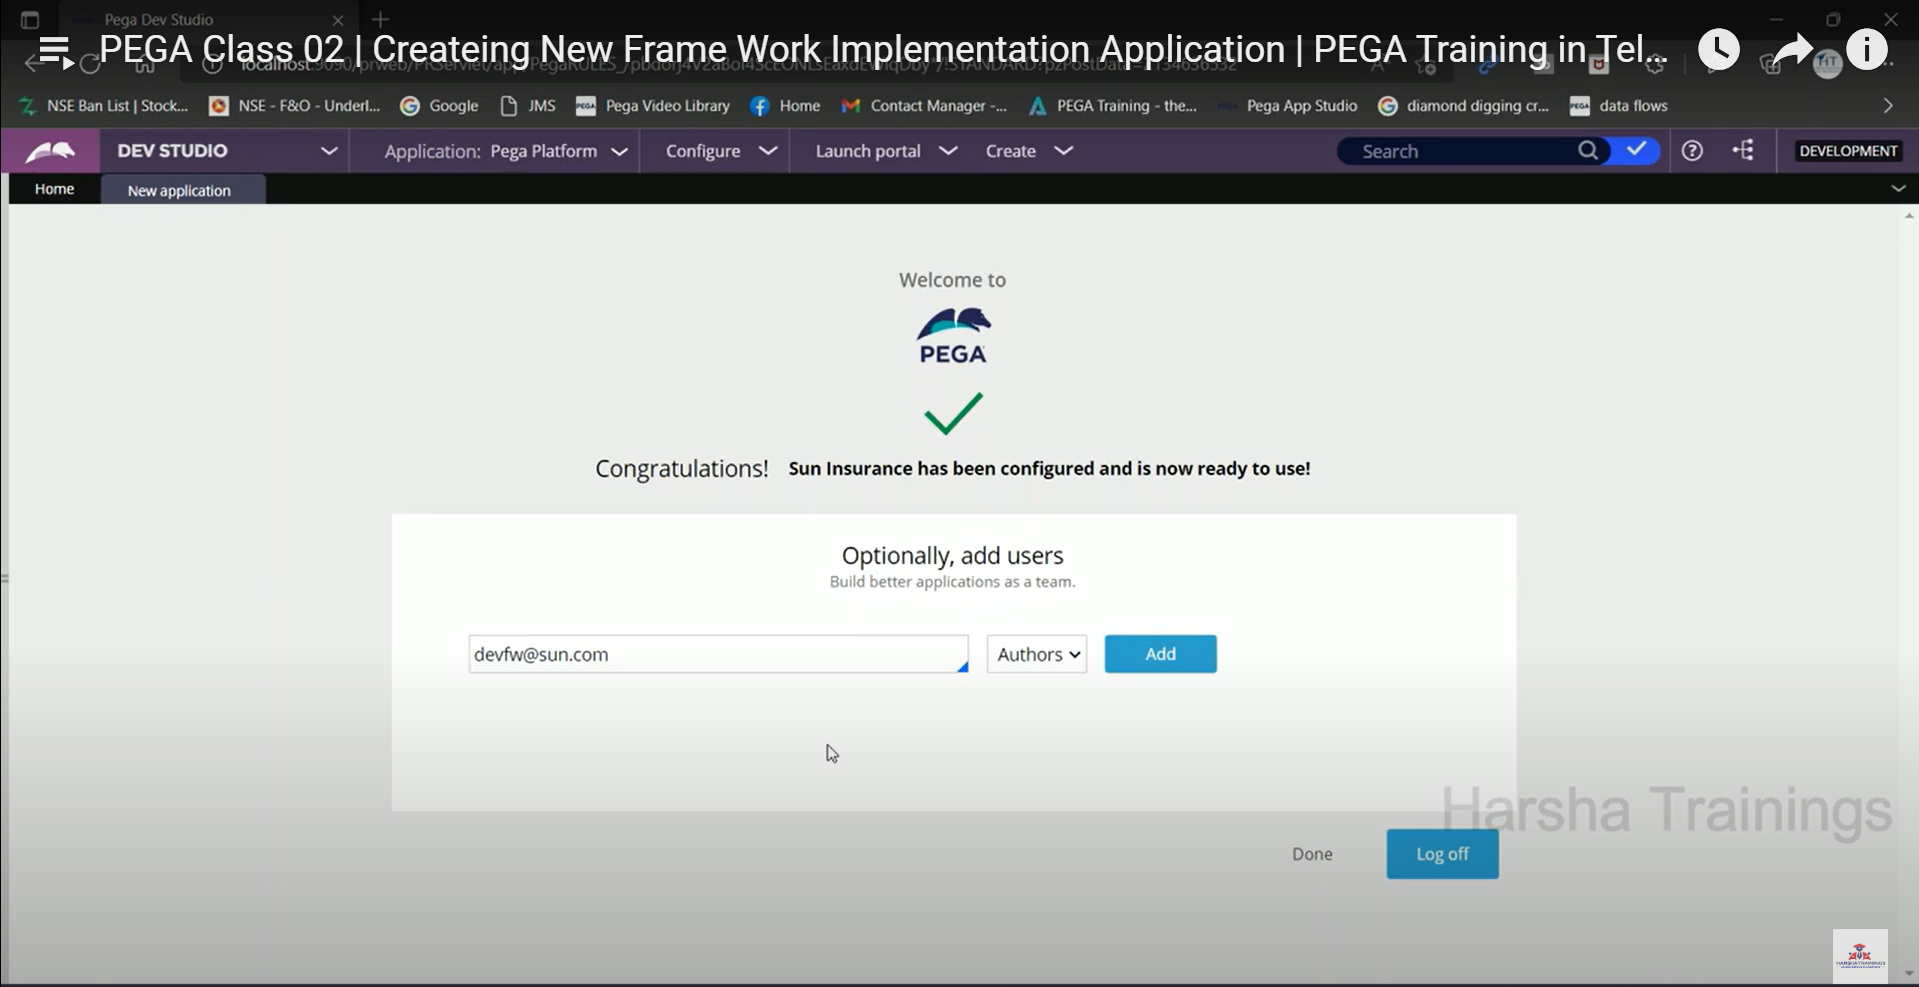 Pega Dev Studio
PEGA Class 02 | Createing New Frame Work Implementation Application | PEGA Training in Tel...
NSE Ban List | Stock... NSE - F&O - Underl... Google JMS Pega Video Library Home Contact Manager -... PEGA Training - the... Pega App Studio diamond digging cr... data flows
DEV STUDIO Application: Pega Platform Configure Launch portal Create Search DEVELOPMENT
Home New application
Welcome to
PEGA
Congratulations! Sun Insurance has been configured and is now ready to use!
Optionally, add users
Build better applications as a team.
devfw@sun.com Authors Add
Harsha Trainings
Done Log off
HARSHA TRAININGS